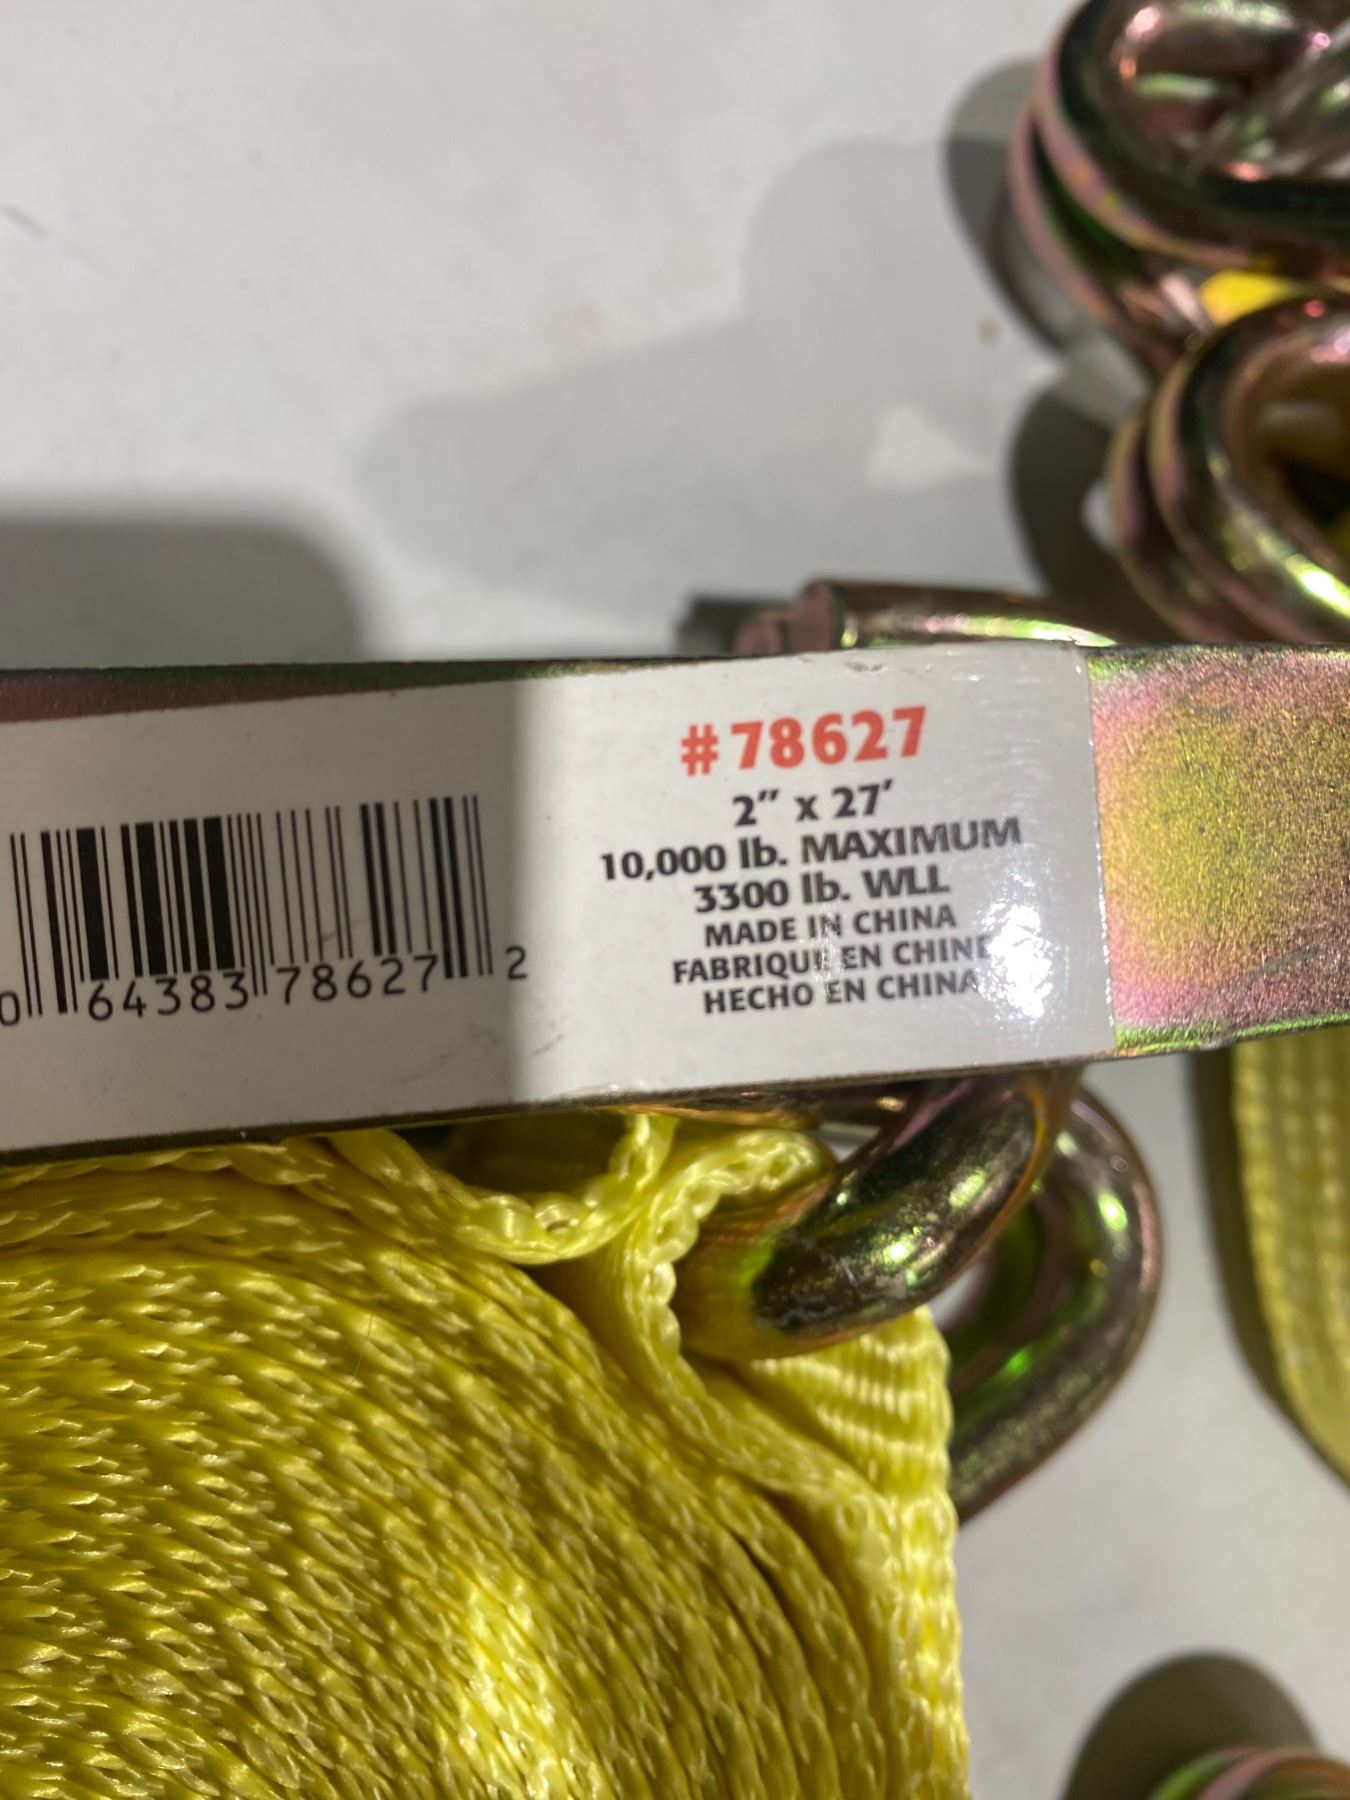 #78627
2" x 27'
10,000 lb. MAXIMUM
3300 lb. WLL
MADE IN CHINA
FABRIQUÉ EN CHINE
HECHO EN CHINA
0 64383 78627 2